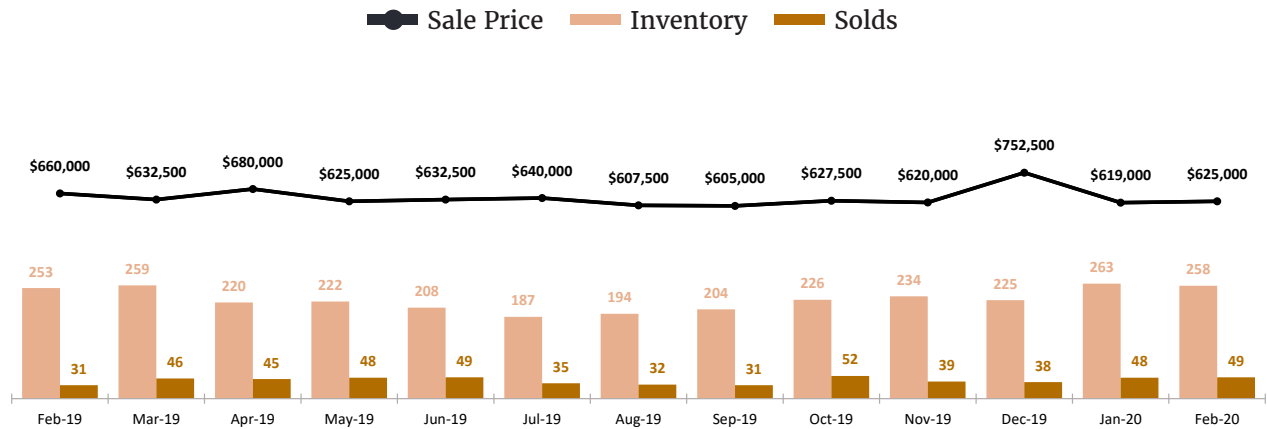 Sale Price Inventory Solds
$660,000 $632,500 $680,000 $625,000 $632,500 $640,000 $607,500 $605,000 $627,500 $620,000 $752,500 $619,000 $625,000
253 259 220 222 208 187 194 204 226 234 225 263 258
31 46 45 48 49 35 32 31 52 39 38 48 49
Feb-19 Mar-19 Apr-19 May-19 Jun-19 Jul-19 Aug-19 Sep-19 Oct-19 Nov-19 Dec-19 Jan-20 Feb-20